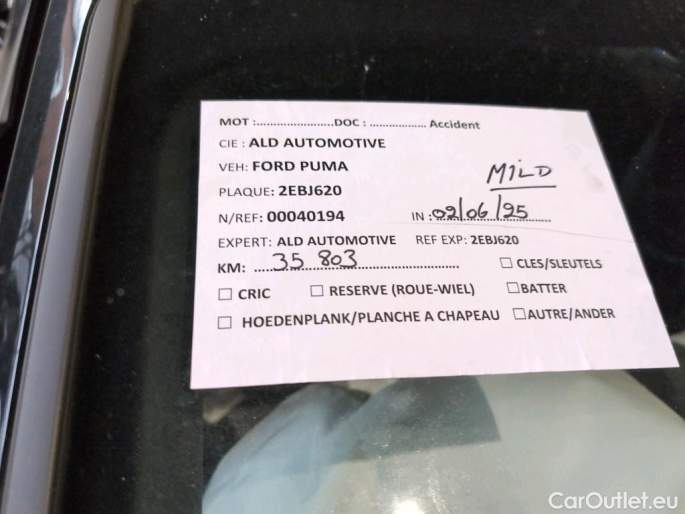 MOT :........................DOC : .................. Accident
CIE : ALD AUTOMOTIVE
VEH: FORD PUMA
MILD
PLAQUE: 2EBJ620
N/REF: 00040194 IN :02/06/25
EXPERT: ALD AUTOMOTIVE REF EXP: 2EBJ620
KM: 35 803
☐ CLES/SLEUTELS
☐ CRIC ☐ RESERVE (ROUE-WIEL) ☐BATTER
☐ HOEDENPLANK/PLANCHE A CHAPEAU ☐AUTRE/ANDER
CarOutlet.eu